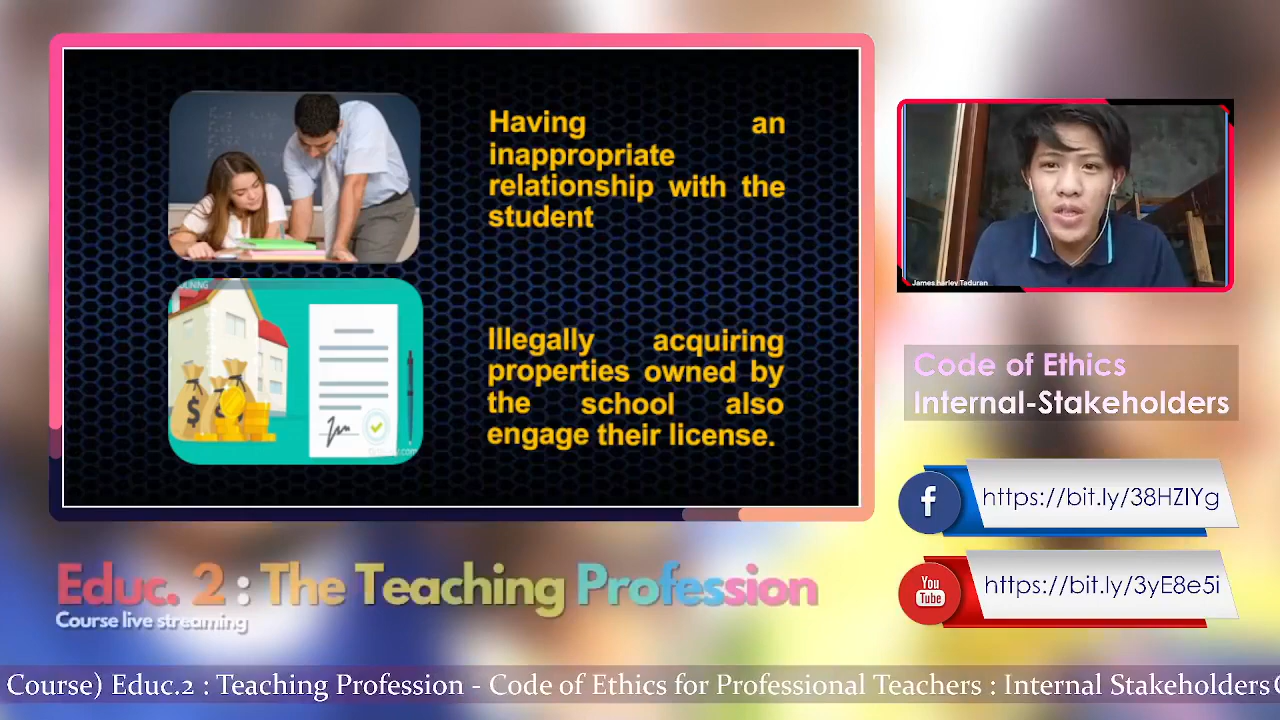 Having an
inappropriate
relationship with the
student
Illegally acquiring
properties owned by
the school also
engage their license.
James harley Taduran
Code of Ethics
Internal-Stakeholders
f
https://bit.ly/38HZIYg
You
Tube
https://bit.ly/3yE8e5i
Educ. 2 : The Teaching Profession
Course live streaming
Course) Educ.2 : Teaching Profession - Code of Ethics for Professional Teachers : Internal Stakeholders